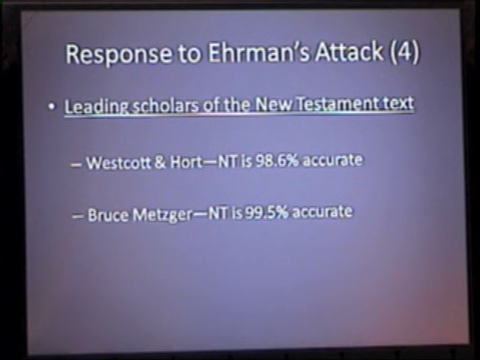 Response to Ehrman's Attack (4)
• Leading scholars of the New Testament text
– Westcott & Hort—NT is 98.6% accurate
– Bruce Metzger—NT is 99.5% accurate